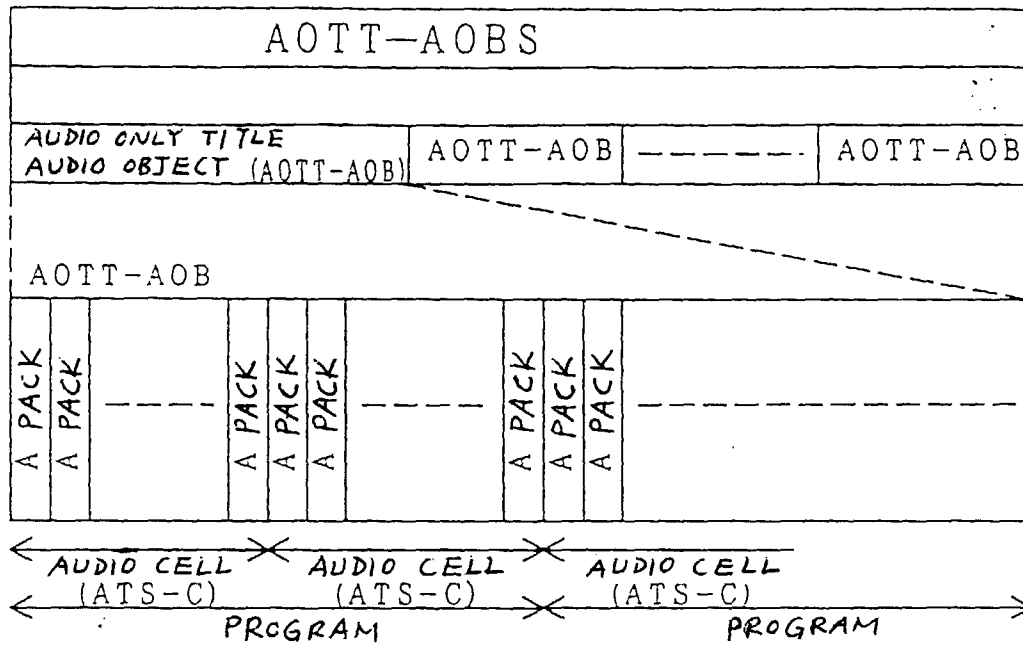 AOTT-AOBS
AUDIO ONLY TITLE
AUDIO OBJECT (AOTT-AOB)
AOTT-AOB
AOTT-AOB
AOTT-AOB
A PACK
A PACK
A PACK
A PACK
A PACK
A PACK
A PACK
A PACK
AUDIO CELL
(ATS-C)
AUDIO CELL
(ATS-C)
AUDIO CELL
(ATS-C)
PROGRAM
PROGRAM